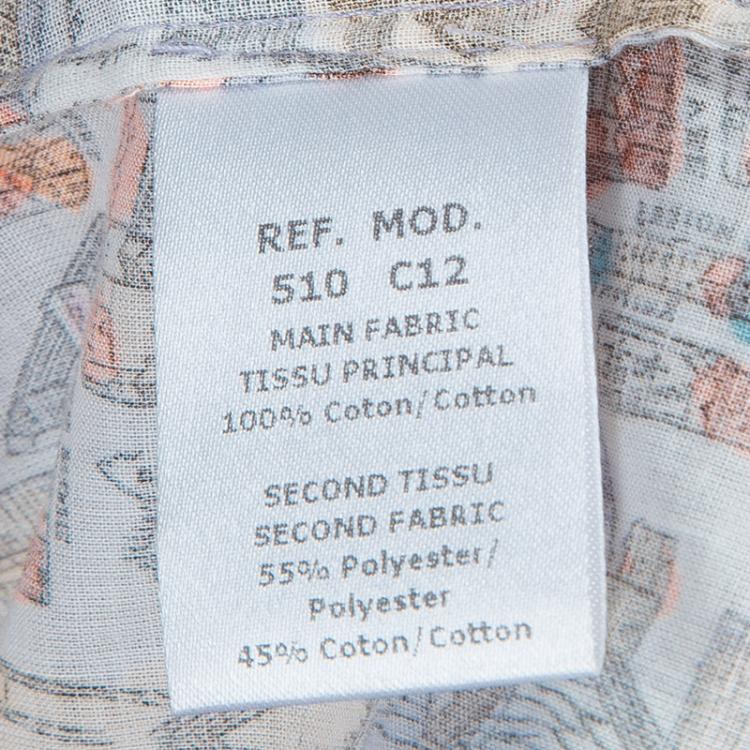 REF. MOD.
510 C12
MAIN FABRIC
TISSU PRINCIPAL
100% Coton/Cotton
SECOND TISSU
SECOND FABRIC
55% Polyester/
Polyester
45% Coton/Cotton